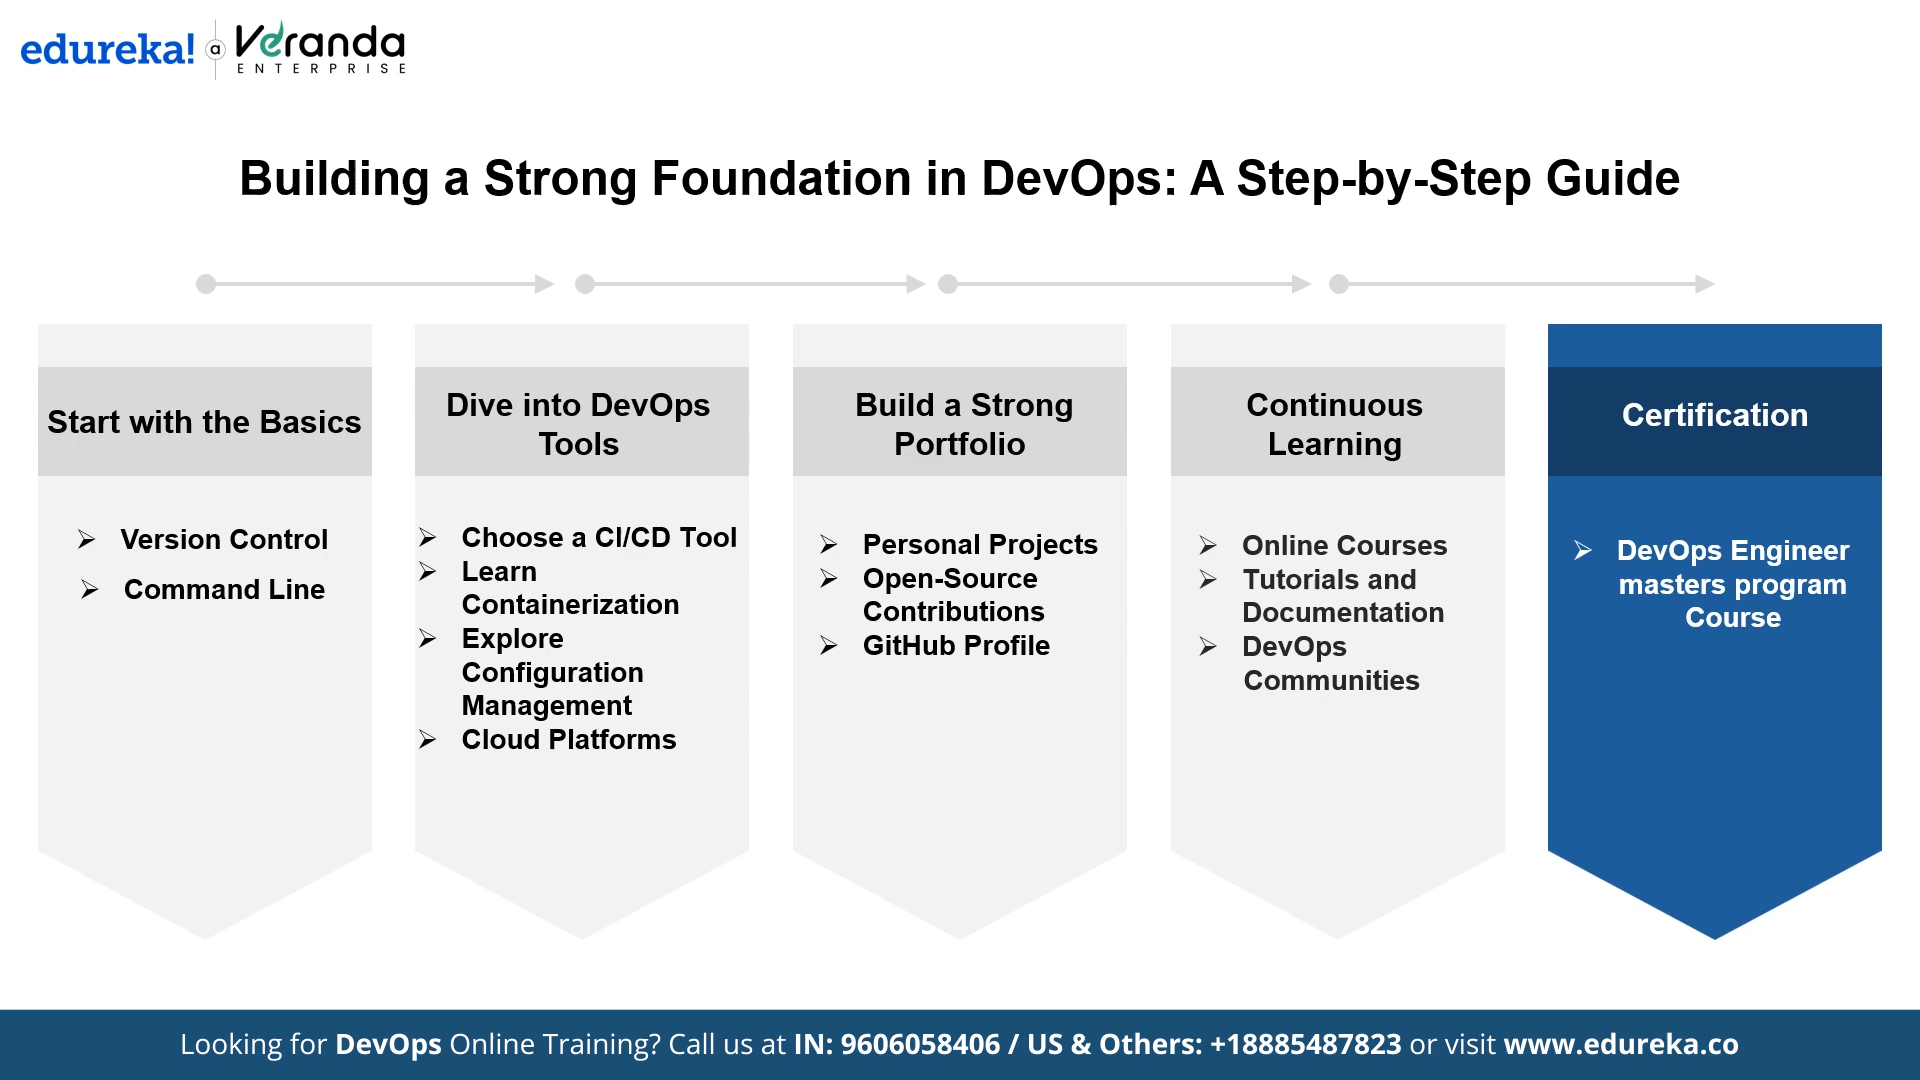 edureka! a Veranda
ENTERPRISE
Building a Strong Foundation in DevOps: A Step-by-Step Guide
Start with the Basics
Version Control
Command Line
Dive into DevOps
Tools
Choose a CI/CD Tool
Learn
Containerization
Explore
Configuration
Management
Cloud Platforms
Build a Strong
Portfolio
Personal Projects
Open-Source
Contributions
GitHub Profile
Continuous
Learning
Online Courses
Tutorials and
Documentation
DevOps
Communities
Certification
DevOps Engineer
masters program
Course
Looking for DevOps Online Training? Call us at IN: 9606058406 / US & Others: +18885487823 or visit www.edureka.co